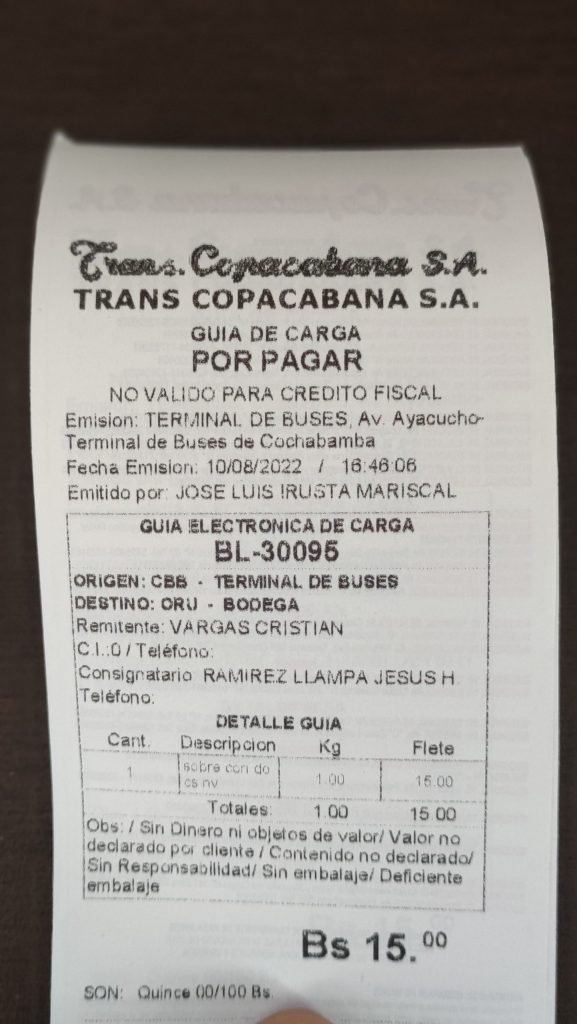 Trans. Copacabana S.A.
TRANS COPACABANA S.A.
GUIA DE CARGA
POR PAGAR
NO VALIDO PARA CREDITO FISCAL
Emision: TERMINAL DE BUSES, Av. Ayacucho-
Terminal de Buses de Cochabamba
Fecha Emision: 10/08/2022 / 16:46:06
Emitido por: JOSE LUIS IRUSTA MARISCAL
GUIA ELECTRONICA DE CARGA
BL-30095
ORIGEN: CBB - TERMINAL DE BUSES
DESTINO: ORU - BODEGA
Remitente: VARGAS CRISTIAN
C.I.:0 / Teléfono:
Consignatario RAMIREZ LLAMPA JESUS H
Teléfono:
DETALLE GUIA
Cant. Descripcion Kg Flete
1 sobre con do 1.00 15.00
cs nv
Totales: 1.00 15.00
Obs: / Sin Dinero ni objetos de valor/ Valor no
declarado por cliente / Contenido no declarado/
Sin Responsabilidad/ Sin embalaje/ Deficiente
embalaje
Bs 15.00
SON: Quince 00/100 Bs.